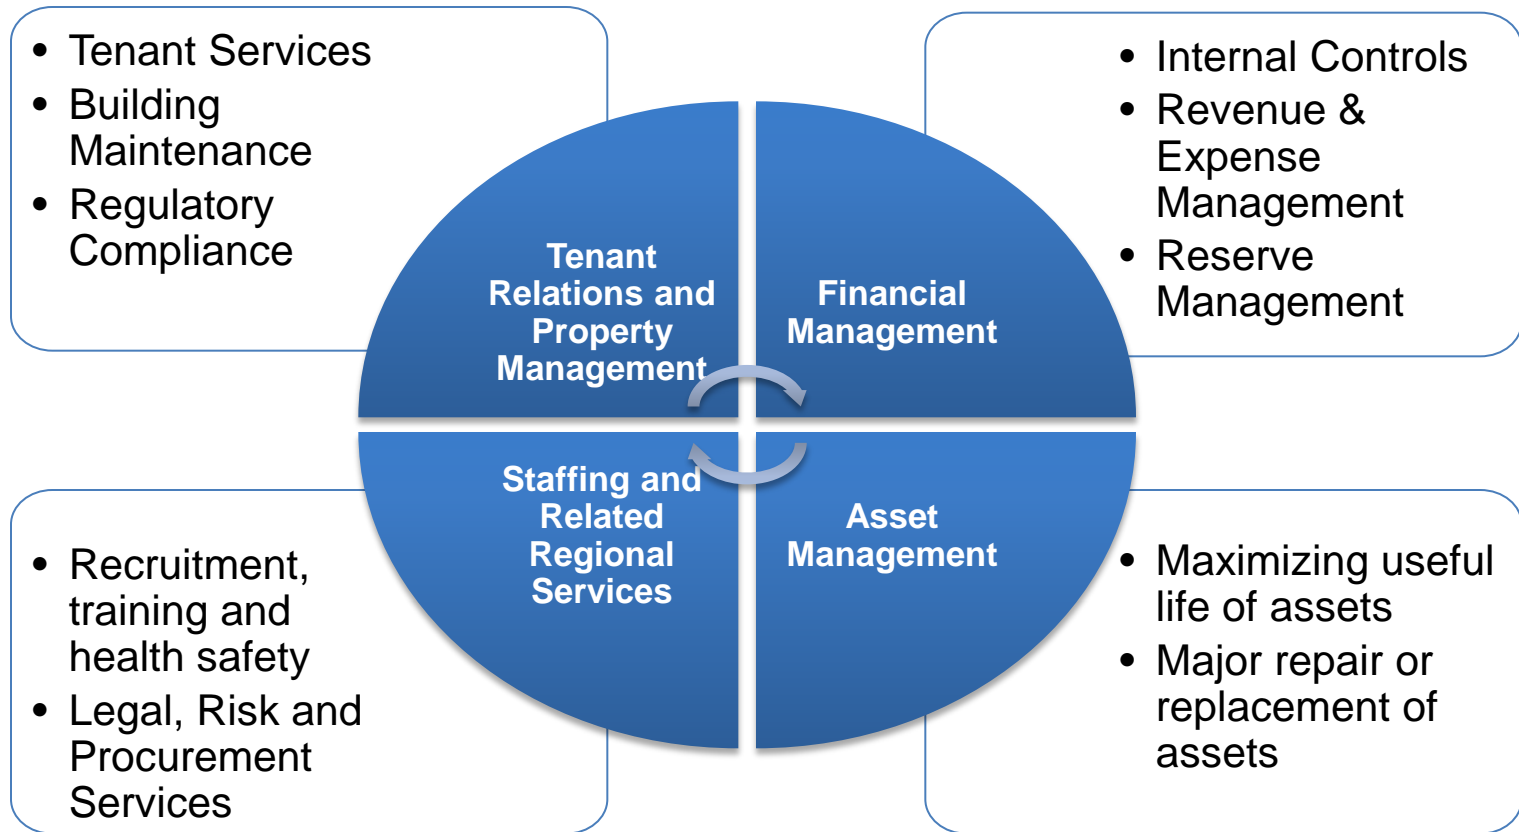 • Tenant Services
• Building
Maintenance
• Regulatory
Compliance
• Internal Controls
• Revenue &
Expense
Management
• Reserve
Management
Tenant
Relations and
Property
Management
Financial
Management
Staffing and
Related
Regional
Services
Asset
Management
• Recruitment,
training and
health safety
• Legal, Risk and
Procurement
Services
• Maximizing useful
life of assets
• Major repair or
replacement of
assets